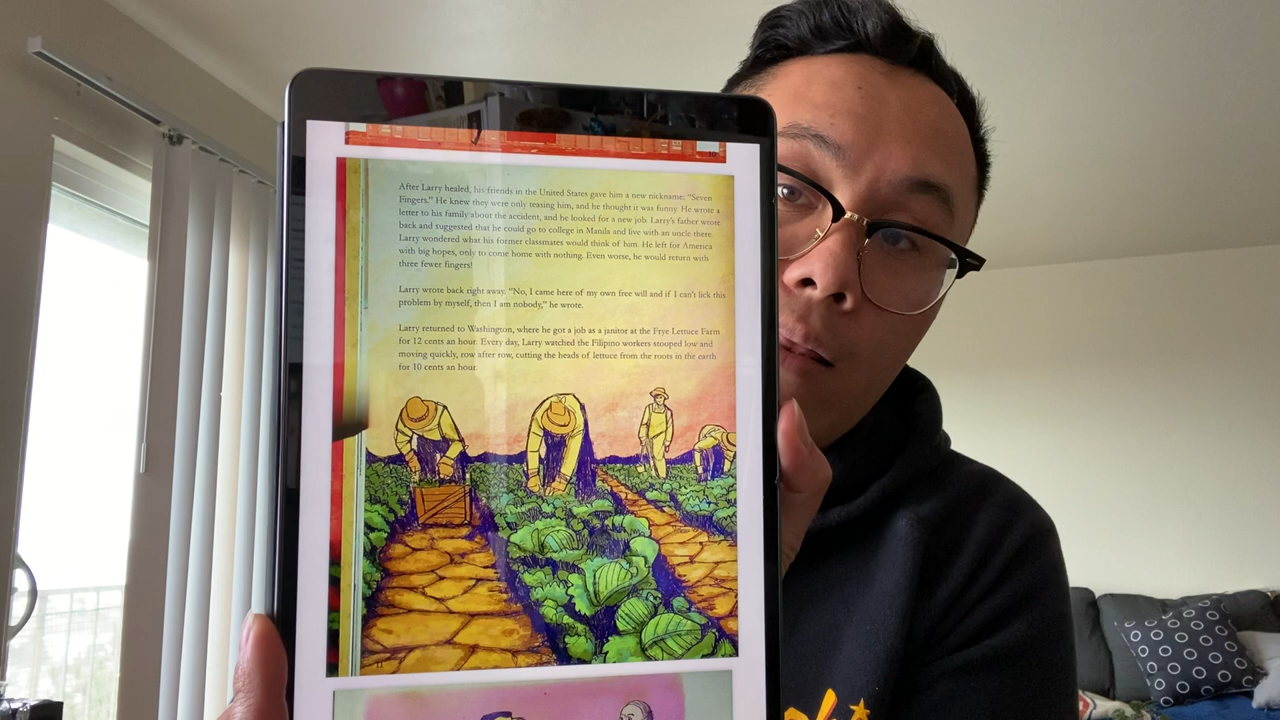 After Larry healed, his friends in the United States gave him a new nickname: "Seven
Fingers." He knew they were only teasing him, and he thought it was funny. He wrote a
letter to his family about the accident, and he looked for a new job. Larry's father wrote
back and suggested that he could go to college in Manila and live with an uncle there.
Larry wondered what his former classmates would think of him. He left for America
with big hopes, only to come home with nothing. Even worse, he would return with
three fewer fingers!
Larry wrote back right away. "No, I came here of my own free will and if I can't lick this
problem by myself, then I am nobody," he wrote.
Larry returned to Washington, where he got a job as a janitor at the Frye Lettuce Farm
for 12 cents an hour. Every day, Larry watched the Filipino workers stooped low and
moving quickly, row after row, cutting the heads of lettuce from the roots in the earth
for 10 cents an hour.
11